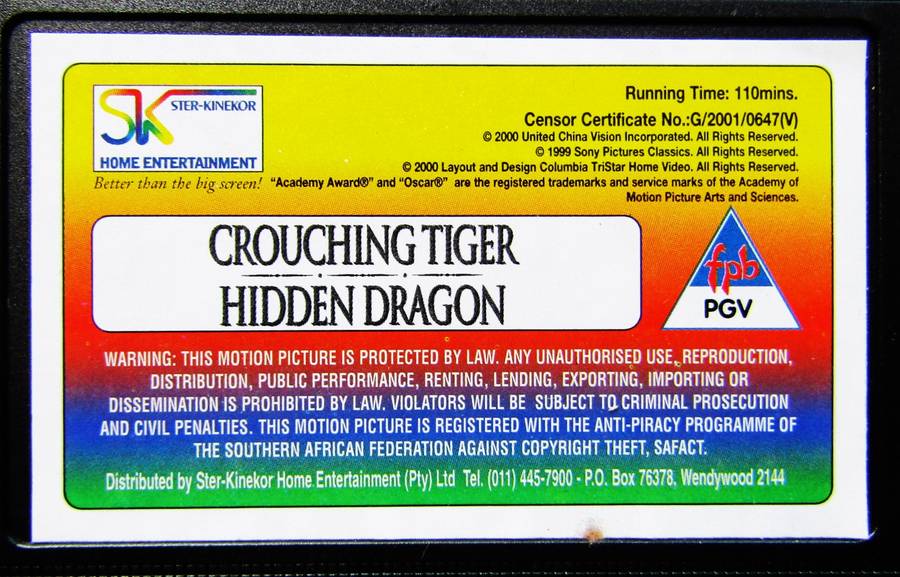 SK STER-KINEKOR
HOME ENTERTAINMENT
Better than the big screen!
Running Time: 110mins.
Censor Certificate No.:G/2001/0647(V)
© 2000 United China Vision Incorporated. All Rights Reserved.
© 1999 Sony Pictures Classics. All Rights Reserved.
© 2000 Layout and Design Columbia TriStar Home Video. All Rights Reserved.
"Academy Award®" and "Oscar®" are the registered trademarks and service marks of the Academy of
Motion Picture Arts and Sciences.
CROUCHING TIGER
HIDDEN DRAGON
fpb
PGV
WARNING: THIS MOTION PICTURE IS PROTECTED BY LAW. ANY UNAUTHORISED USE, REPRODUCTION,
DISTRIBUTION, PUBLIC PERFORMANCE, RENTING, LENDING, EXPORTING, IMPORTING OR
DISSEMINATION IS PROHIBITED BY LAW. VIOLATORS WILL BE SUBJECT TO CRIMINAL PROSECUTION
AND CIVIL PENALTIES. THIS MOTION PICTURE IS REGISTERED WITH THE ANTI-PIRACY PROGRAMME OF
THE SOUTHERN AFRICAN FEDERATION AGAINST COPYRIGHT THEFT, SAFACT.
Distributed by Ster-Kinekor Home Entertainment (Pty) Ltd Tel. (011) 445-7900 - P.O. Box 76378, Wendywood 2144